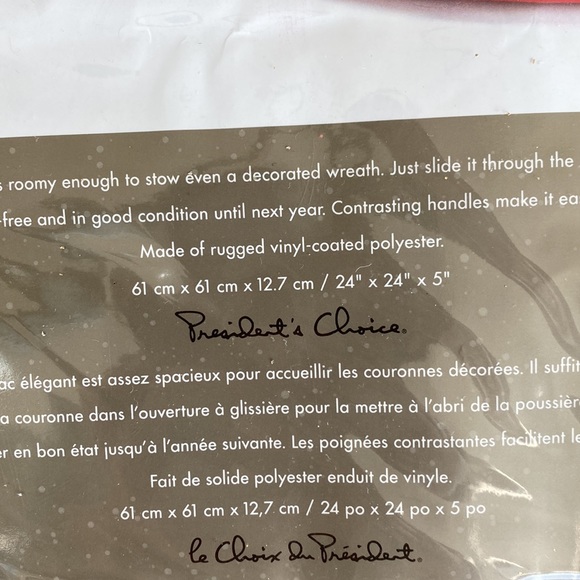 roomy enough to stow even a decorated wreath. Just slide it through the
-free and in good condition until next year. Contrasting handles make it
Made of rugged vinyl-coated polyester.
61 cm x 61 cm x 12.7 cm / 24" x 24" x 5"
President's Choice®
élégant est assez spacieux pour accueillir les couronnes décorées. Il suffit
a couronne dans l'ouverture à glissière pour la mettre à l'abri de la poussière
er en bon état jusqu'à l'année suivante. Les poignées contrastantes facilitent le
Fait de solide polyester enduit de vinyle.
61 cm x 61 cm x 12,7 cm / 24 po x 24 po x 5 po
le Choix du Président®